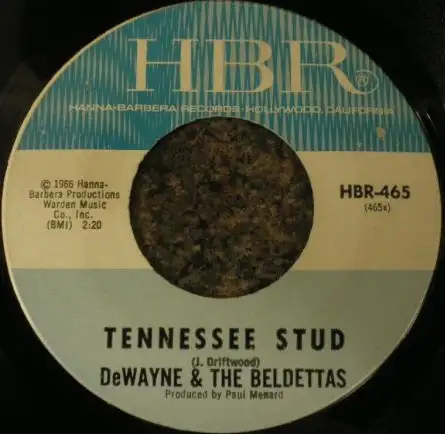 HBR®
HANNA-BARBERA RECORDS · HOLLYWOOD, CALIFORNIA
© 1966 Hanna-
Barbera Productions
Warden Music
Co., Inc.
(BMI) 2:20
HBR-465
(465x)
TENNESSEE STUD
(J. Driftwood)
DeWAYNE & THE BELDETTAS
Produced by Paul Menard